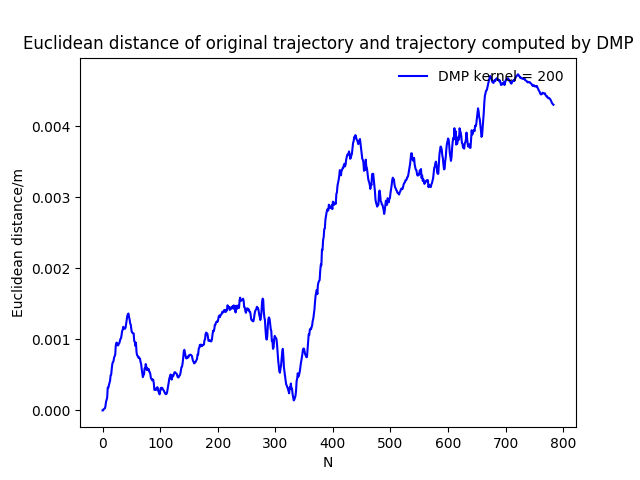 Euclidean distance of original trajectory and trajectory computed by DMP
DMP kernel = 200
Euclidean distance/m
0.004
0.003
0.002
0.001
0.000
0 100 200 300 400 500 600 700 800
N